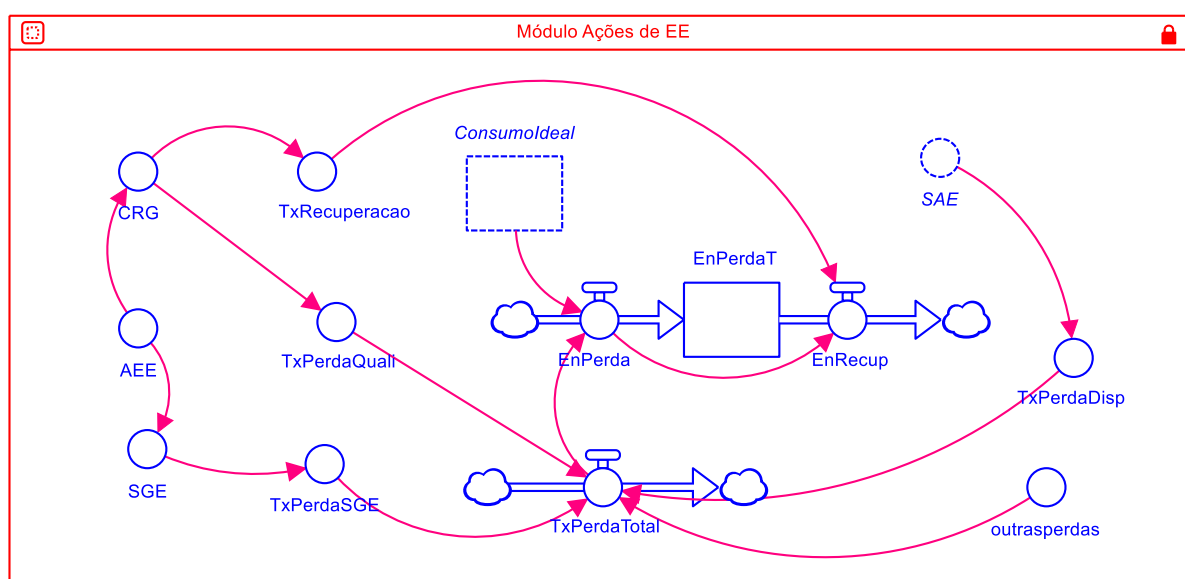 Módulo Ações de EE
ConsumoIdeal
SAE
CRG
TxRecuperacao
EnPerdaT
AEE
TxPerdaQuali
EnPerda
EnRecup
TxPerdaDisp
SGE
TxPerdaSGE
TxPerdaTotal
outrasperdas